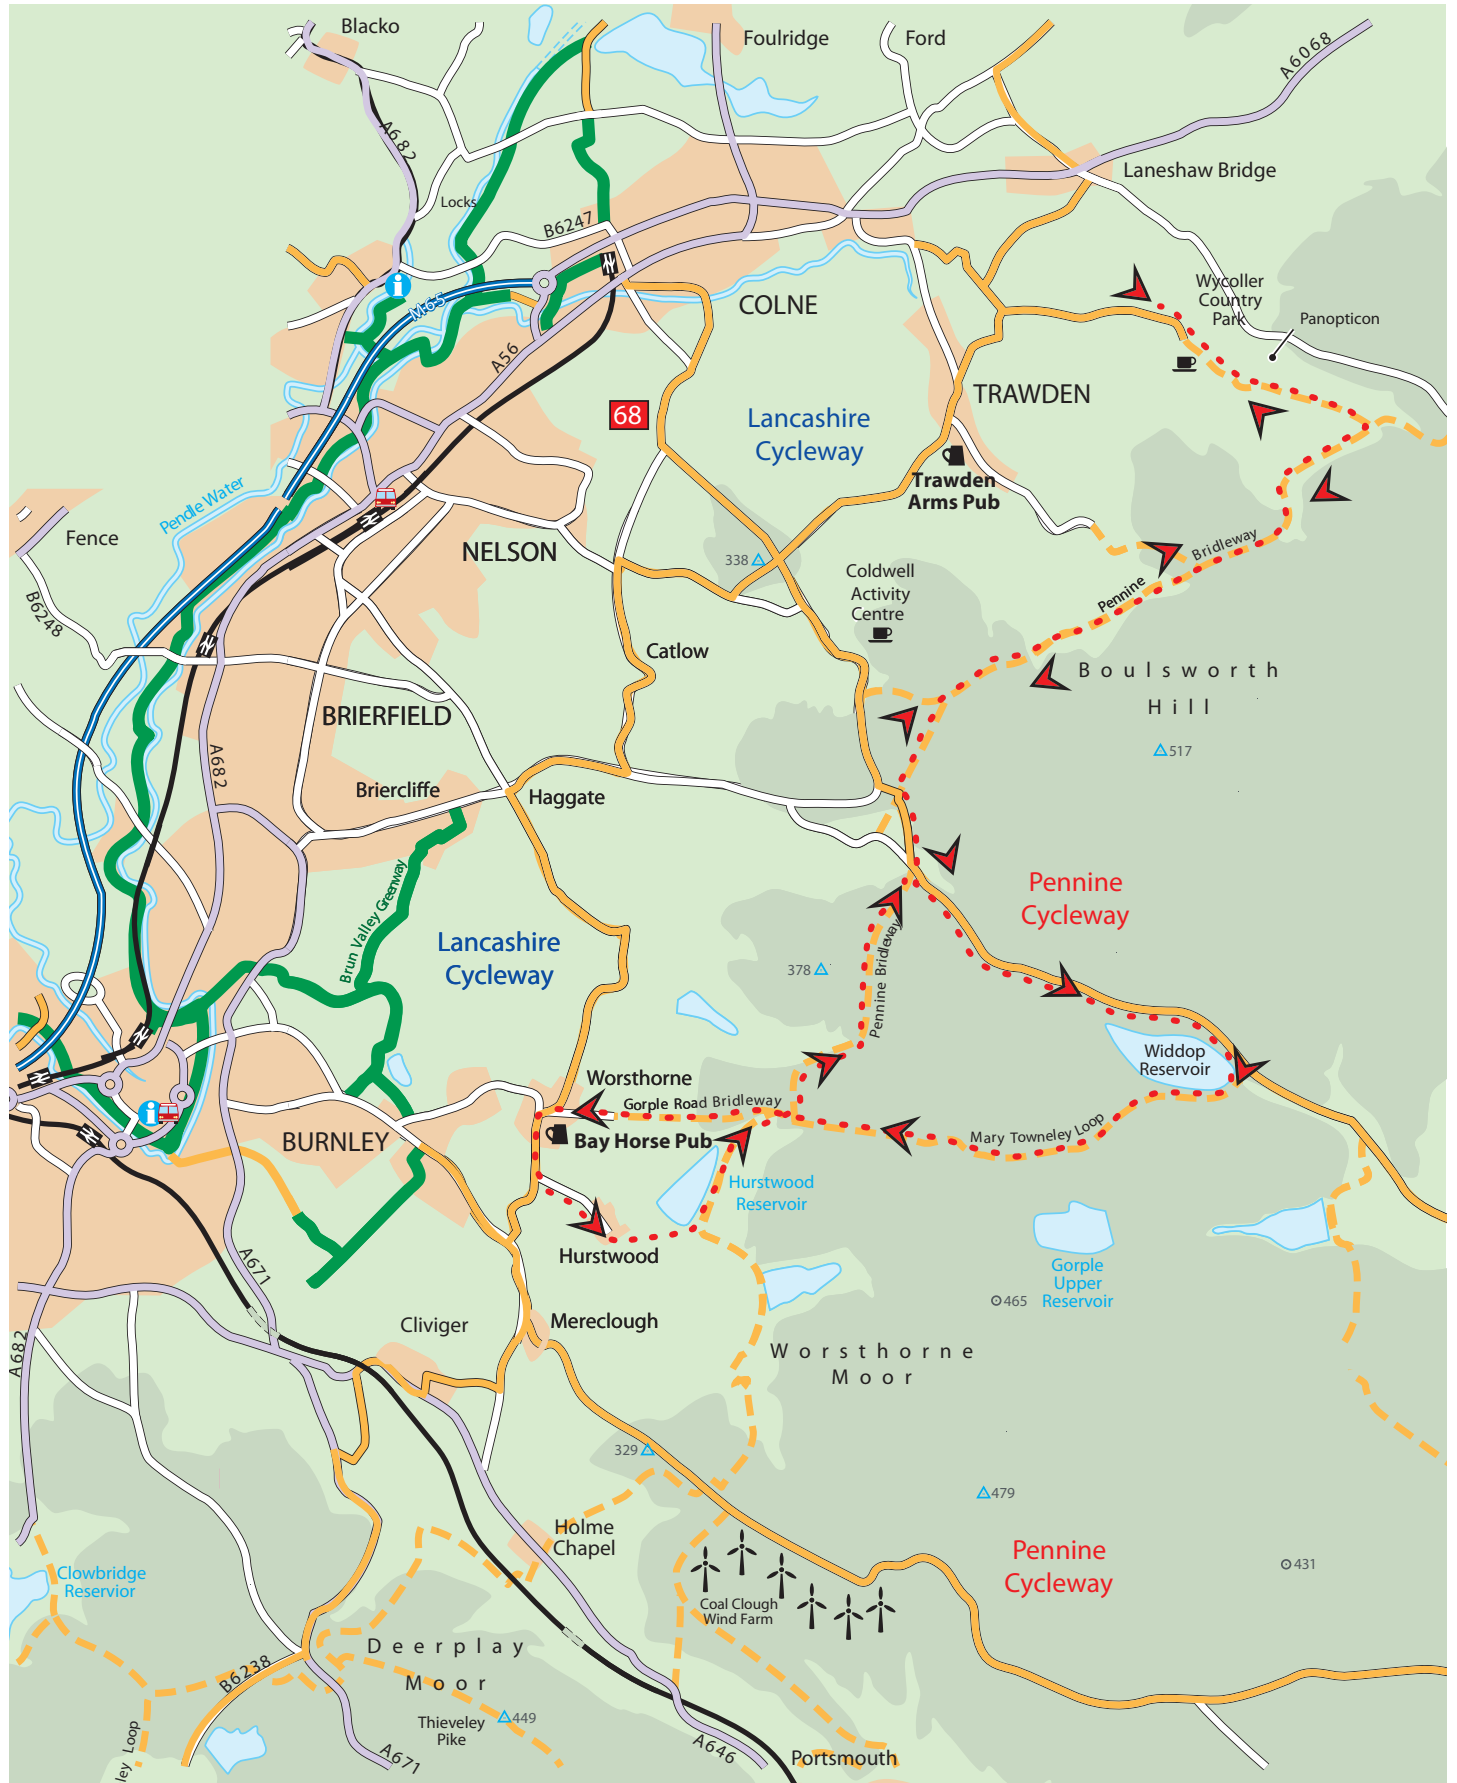 Blacko
Foulridge
Ford
A6068
A682
Laneshaw Bridge
Locks
B6247
M65
Wycoller
Country
Park
Panopticon
COLNE
A56
TRAWDEN
68
Lancashire
Cycleway
Trawden
Arms Pub
Pendle Water
Fence
NELSON
338
Bridleway
Pennine
Coldwell
Activity
Centre
B6248
Catlow
Boulsworth
Hill
517
BRIERFIELD
A682
Briercliffe
Haggate
Brun Valley Greenway
Pennine
Cycleway
Lancashire
Cycleway
378
Pennine Bridleway
Widdop
Reservoir
Worsthorne
Gorple Road Bridleway
Mary Towneley Loop
BURNLEY
Bay Horse Pub
Hurstwood
Reservoir
Hurstwood
A671
Gorple
Upper
Reservoir
465
Mereclough
Cliviger
A682
Worsthorne
Moor
329
479
Holme
Chapel
Pennine
Cycleway
431
Clowbridge
Reservior
Coal Clough
Wind Farm
Deerplay
Moor
B6238
449
Thieveley
Pike
ley Loop
A671
A646
Portsmouth